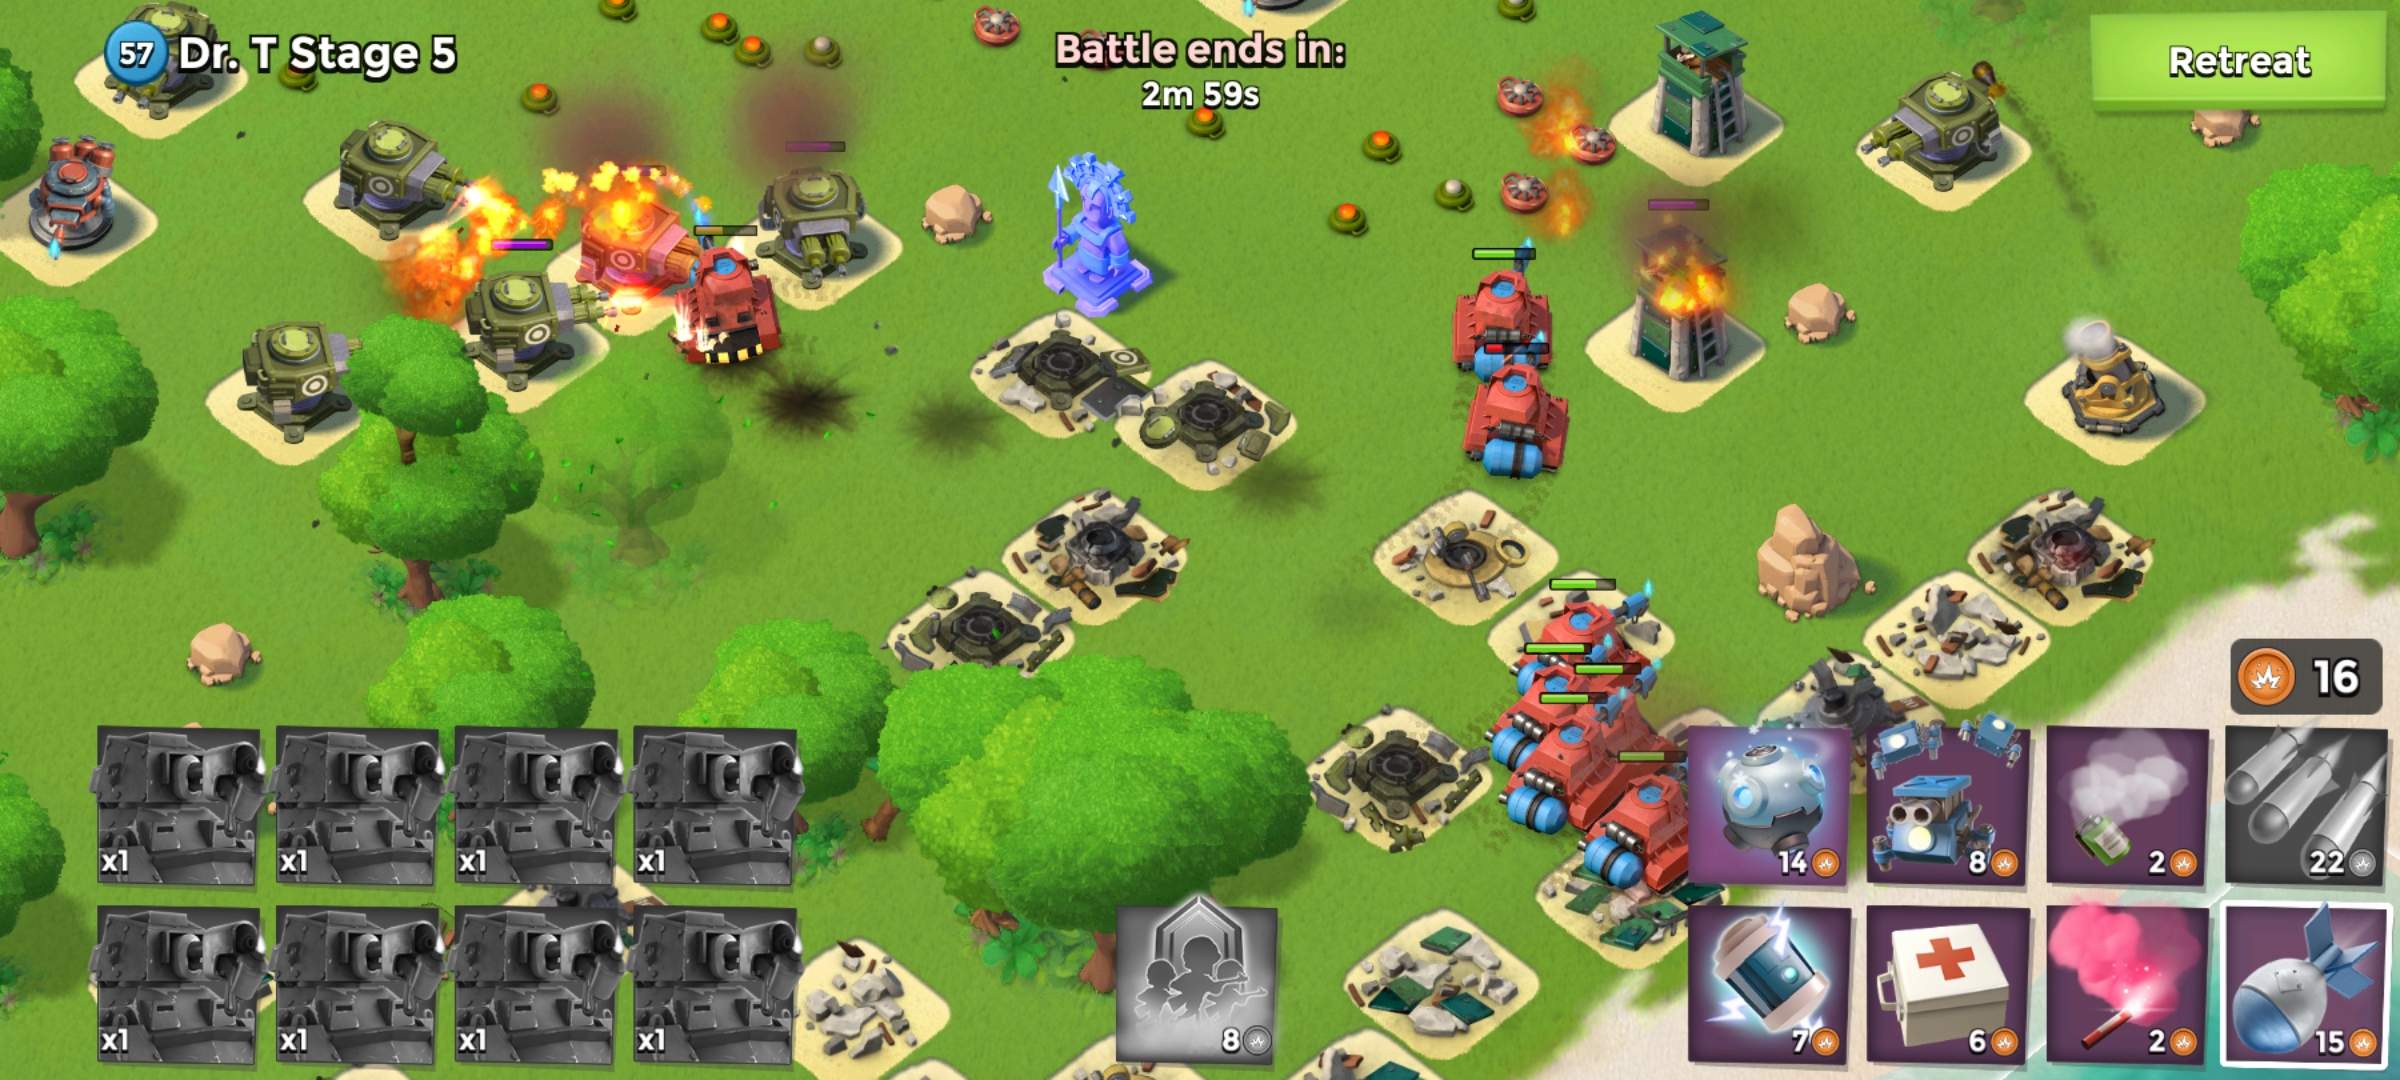 57 Dr. T Stage 5
Battle ends in:
2m 59s
Retreat
16
x1 x1 x1 x1
14 8 2 22
x1 x1 x1 x1
8
7 6 2 15